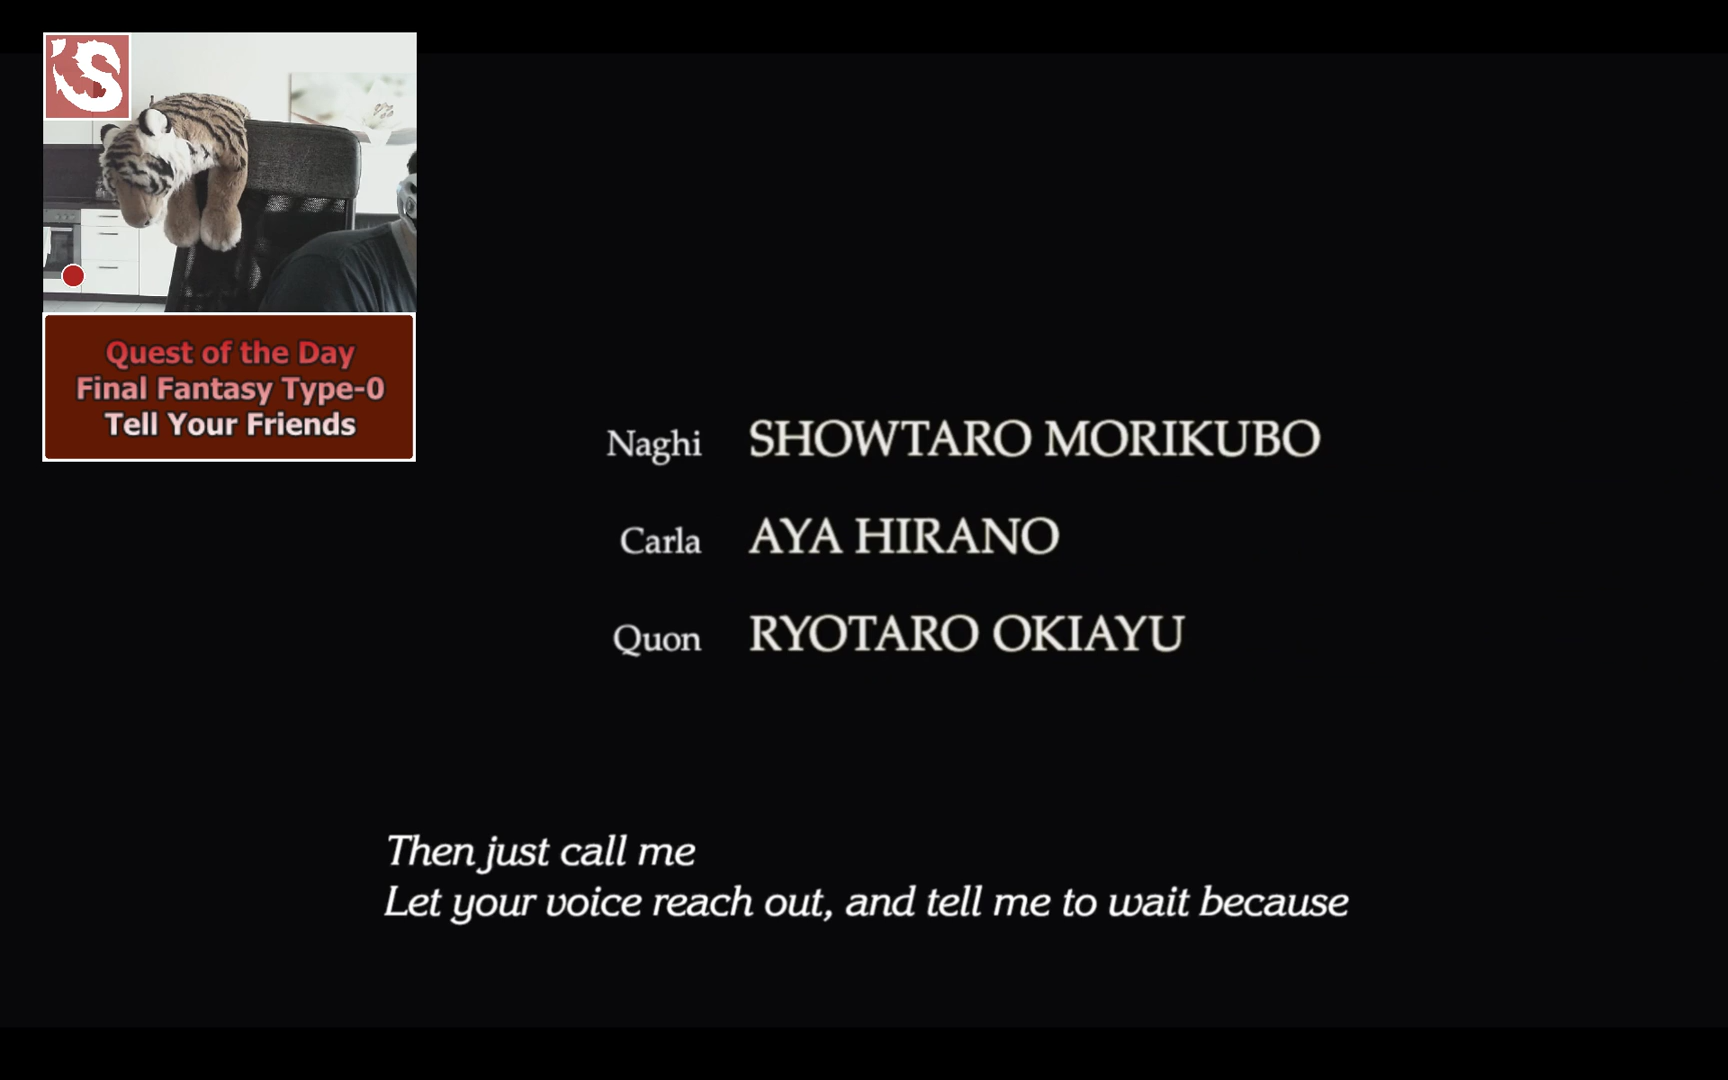 S
Quest of the Day
Final Fantasy Type-0
Tell Your Friends
Naghi SHOWTARO MORIKUBO
Carla AYA HIRANO
Quon RYOTARO OKIAYU
Then just call me
Let your voice reach out, and tell me to wait because